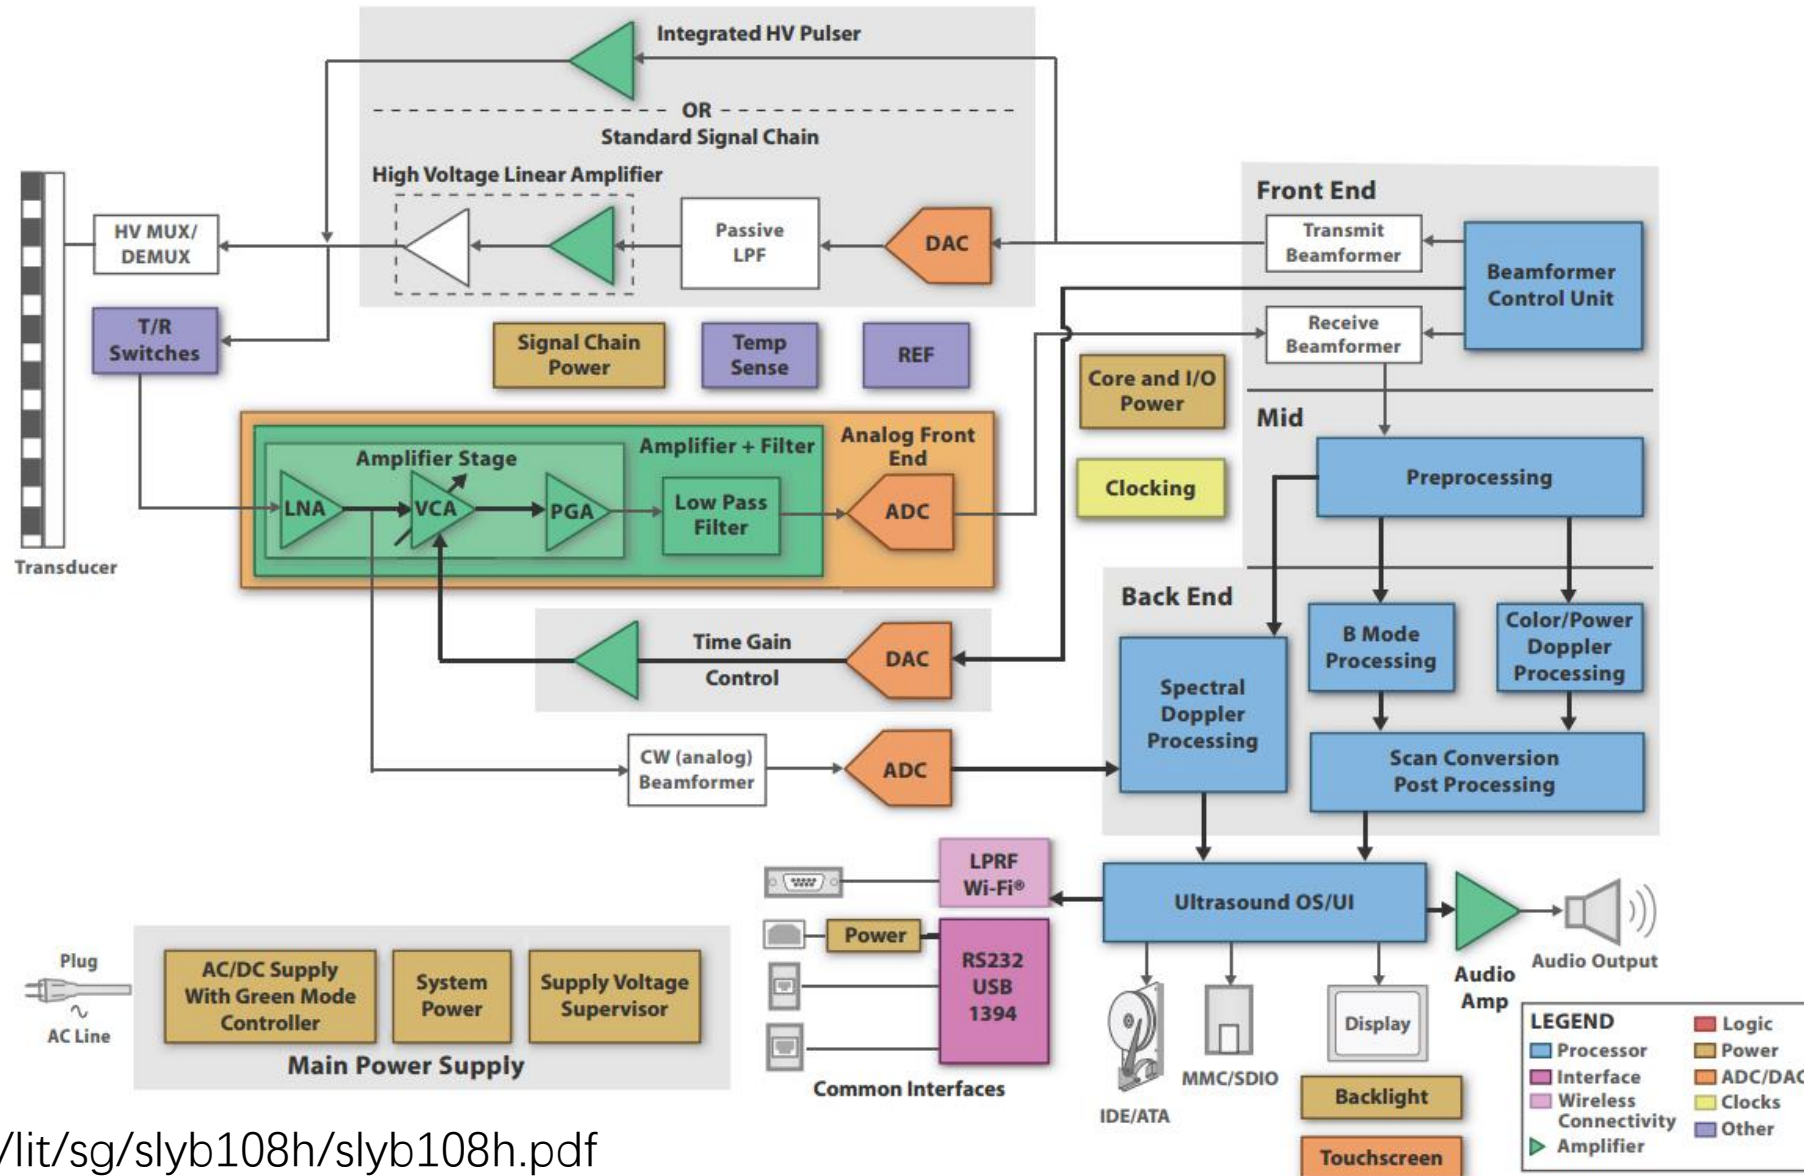 Integrated HV Pulser
OR
Standard Signal Chain
High Voltage Linear Amplifier
HV MUX/
DEMUX
Passive
LPF
DAC
Front End
Transmit
Beamformer
Beamformer
Control Unit
T/R
Switches
Signal Chain
Power
Temp
Sense
REF
Receive
Beamformer
Core and I/O
Power
Mid
Transducer
Amplifier Stage
Amplifier + Filter
Analog Front
End
LNA
VCA
PGA
Low Pass
Filter
ADC
Clocking
Preprocessing
Back End
Time Gain
Control
DAC
Spectral
Doppler
Processing
B Mode
Processing
Color/Power
Doppler
Processing
CW (analog)
Beamformer
ADC
Scan Conversion
Post Processing
LPRF
Wi-Fi®
Ultrasound OS/UI
Power
RS232
USB
1394
Common Interfaces
Audio
Amp
Audio Output
Plug
AC Line
AC/DC Supply
With Green Mode
Controller
System
Power
Supply Voltage
Supervisor
Main Power Supply
IDE/ATA
MMC/SDIO
Display
Backlight
Touchscreen
LEGEND
Processor
Interface
Wireless
Connectivity
Amplifier
Logic
Power
ADC/DAC
Clocks
Other
/lit/sg/slyb108h/slyb108h.pdf